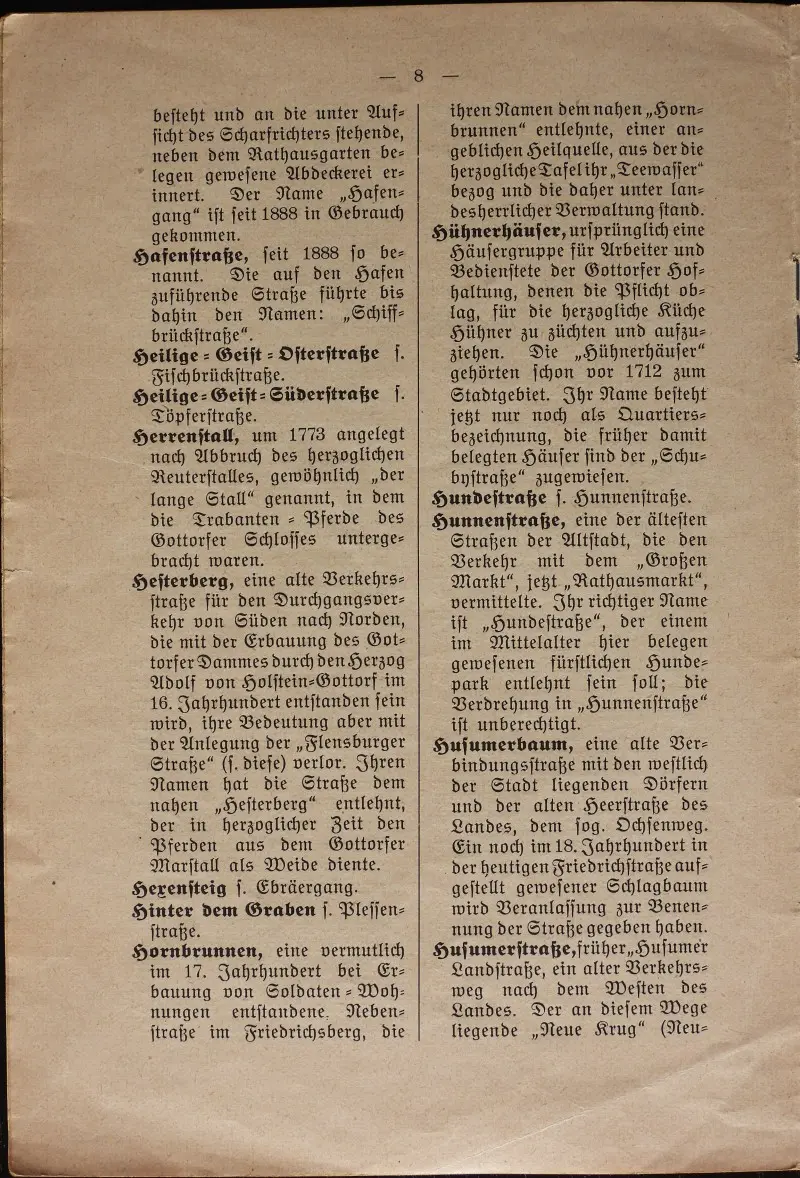 — 8 —
besteht und an die unter Auf-
sicht des Scharfrichters stehende,
neben dem Rathausgarten be-
legen gewesene Abdeckerei er-
innert. Der Name „Hafen-
gang“ ist seit 1888 in Gebrauch
gekommen.
Hafenstraße, seit 1888 so be-
nannt. Die auf den Hafen
zuführende Straße führte bis
dahin den Namen: „Schiff-
brückstraße“.
Heilige-Geist-Osterstraße s.
Fischbrückstraße.
Heilige-Geist-Süderstraße s.
Töpferstraße.
Herrenstall, um 1773 angelegt
nach Abbruch des herzoglichen
Reuterstalles, gewöhnlich „der
lange Stall“ genannt, in dem
die Trabanten-Pferde des
Gottorfer Schlosses unterge-
bracht waren.
Hesterberg, eine alte Verkehrs-
straße für den Durchgangsver-
kehr von Süden nach Norden,
die mit der Erbauung des Got-
torfer Dammes durch den Herzog
Adolf von Holstein-Gottorf im
16. Jahrhundert entstanden sein
wird, ihre Bedeutung aber mit
der Anlegung der „Flensburger
Straße“ (s. diese) verlor. Ihren
Namen hat die Straße dem
nahen „Hesterberg“ entlehnt,
der in herzoglicher Zeit den
Pferden aus dem Gottorfer
Marstall als Weide diente.
Hexensteig s. Ebräergang.
Hinter dem Graben s. Plessen-
straße.
Hornbrunnen, eine vermutlich
im 17. Jahrhundert bei Er-
bauung von Soldaten-Woh-
nungen entstandene Neben-
straße im Friedrichsberg, die
ihren Namen dem nahen „Horn-
brunnen“ entlehnte, einer an-
geblichen Heilquelle, aus der die
herzogliche Tafel ihr „Teewasser“
bezog und die daher unter lan-
desherrlicher Verwaltung stand.
Hühnerhäuser, ursprünglich eine
Häusergruppe für Arbeiter und
Bedienstete der Gottorfer Hof-
haltung, denen die Pflicht ob-
lag, für die herzogliche Küche
Hühner zu züchten und aufzu-
ziehen. Die „Hühnerhäuser“
gehörten schon vor 1712 zum
Stadtgebiet. Ihr Name besteht
jetzt nur noch als Quartiers-
bezeichnung, die früher damit
belegten Häuser sind der „Schu-
bystraße“ zugewiesen.
Hundestraße s. Hunnenstraße.
Hunnenstraße, eine der ältesten
Straßen der Altstadt, die den
Verkehr mit dem „Großen
Markt“, jetzt „Rathausmarkt“,
vermittelte. Ihr richtiger Name
ist „Hundestraße“, der einem
im Mittelalter hier belegen
gewesenen fürstlichen Hunde-
park entlehnt sein soll; die
Verdrehung in „Hunnenstraße“
ist unberechtigt.
Husumerbaum, eine alte Ver-
bindungsstraße mit den westlich
der Stadt liegenden Dörfern
und der alten Heerstraße des
Landes, dem sog. Ochsenweg.
Ein noch im 18. Jahrhundert in
der heutigen Friedrichstraße auf-
gestellt gewesener Schlagbaum
wird Veranlassung zur Benen-
nung der Straße gegeben haben.
Husumerstraße, früher „Husumer
Landstraße, ein alter Verkehrs-
weg nach dem Westen des
Landes. Der an diesem Wege
liegende „Neue Krug“ (Neu-